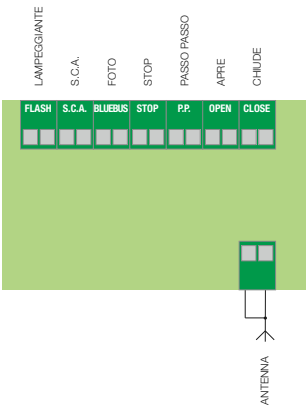 LAMPEGGIANTE
S.C.A.
FOTO
STOP
PASSO PASSO
APRE
CHIUDE
FLASH
S.C.A.
BLUEBUS
STOP
P.P.
OPEN
CLOSE
ANTENNA